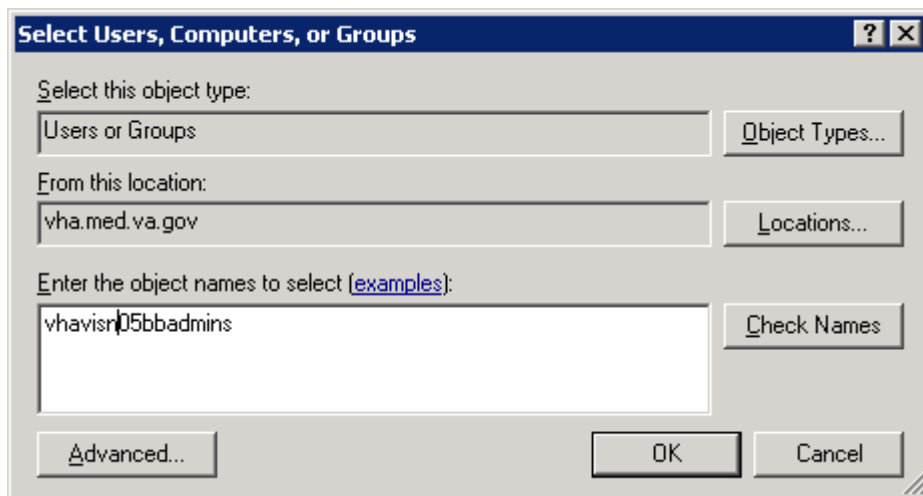 Select Users, Computers, or Groups
Select this object type:
Users or Groups
Object Types...
From this location:
vha.med.va.gov
Locations...
Enter the object names to select (examples):
vhavisn05bbadmins
Check Names
Advanced...
OK
Cancel